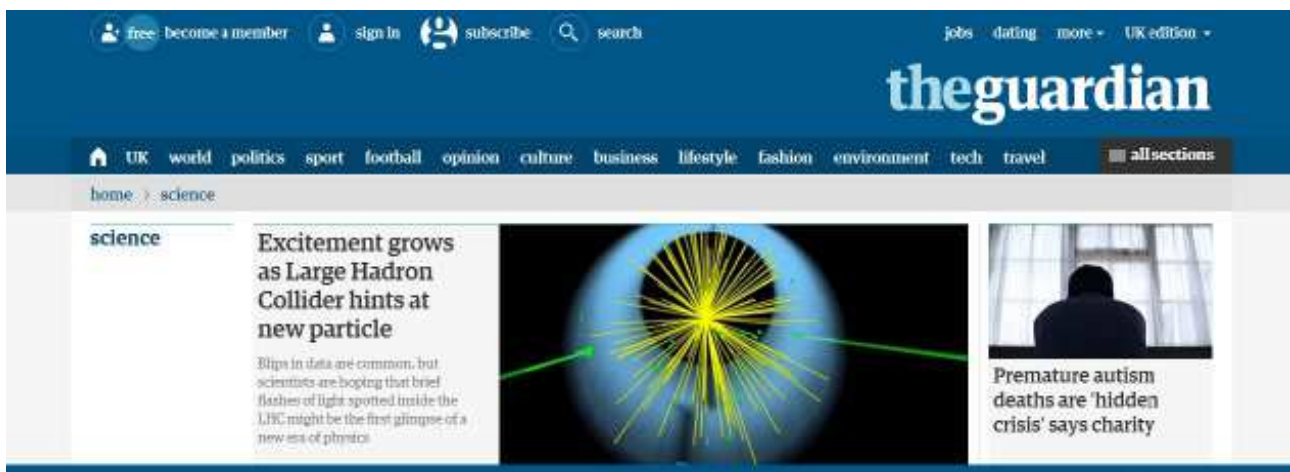 free become a member sign in subscribe search jobs dating more UK edition
theguardian
UK world politics sport football opinion culture business lifestyle fashion environment tech travel all sections
home > science
science
Excitement grows
as Large Hadron
Collider hints at
new particle
Blips in data are common, but
scientists are hoping that brief
flashes of light spotted inside the
LHC might be the first glimpse of a
new era of physics
Premature autism
deaths are 'hidden
crisis' says charity